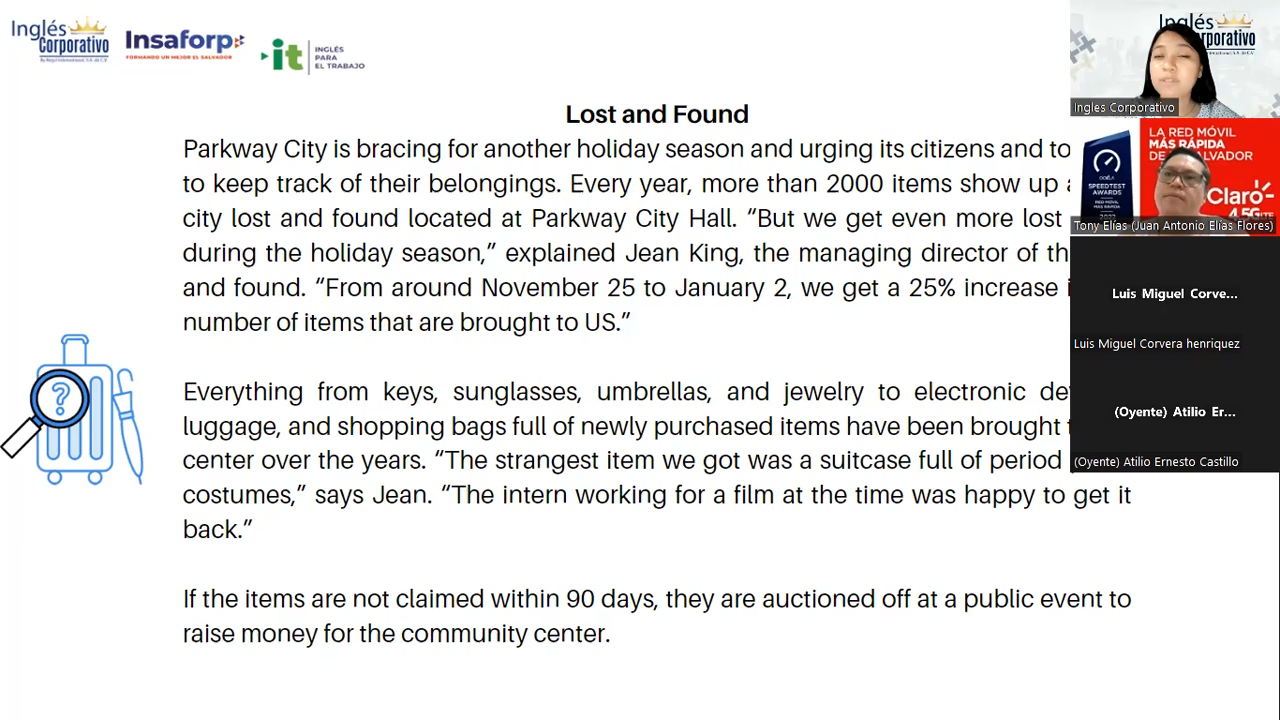 Inglés
Corporativo
By Regal International, S.A. de C.V.
Insaforp
FORMANDO UN MEJOR EL SALVADOR
it
INGLÉS
PARA
EL TRABAJO
Lost and Found
Parkway City is bracing for another holiday season and urging its citizens and to
to keep track of their belongings. Every year, more than 2000 items show up
city lost and found located at Parkway City Hall. “But we get even more lost
during the holiday season,” explained Jean King, the managing director of th
and found. “From around November 25 to January 2, we get a 25% increase
number of items that are brought to US.”
Everything from keys, sunglasses, umbrellas, and jewelry to electronic de
luggage, and shopping bags full of newly purchased items have been brought
center over the years. “The strangest item we got was a suitcase full of period
costumes,” says Jean. “The intern working for a film at the time was happy to get it
back.”
If the items are not claimed within 90 days, they are auctioned off at a public event to
raise money for the community center.
?
Inglés
Corporativo
Ingles Corporativo
LA RED MÓVIL
MÁS RÁPIDA
DE SALVADOR
SPEEDTEST
AWARDS
Claro
4.5G LTE
Tony Elías (Juan Antonio Elías Flores)
Luis Miguel Corve...
Luis Miguel Corvera henriquez
(Oyente) Atilio Er...
(Oyente) Atilio Ernesto Castillo